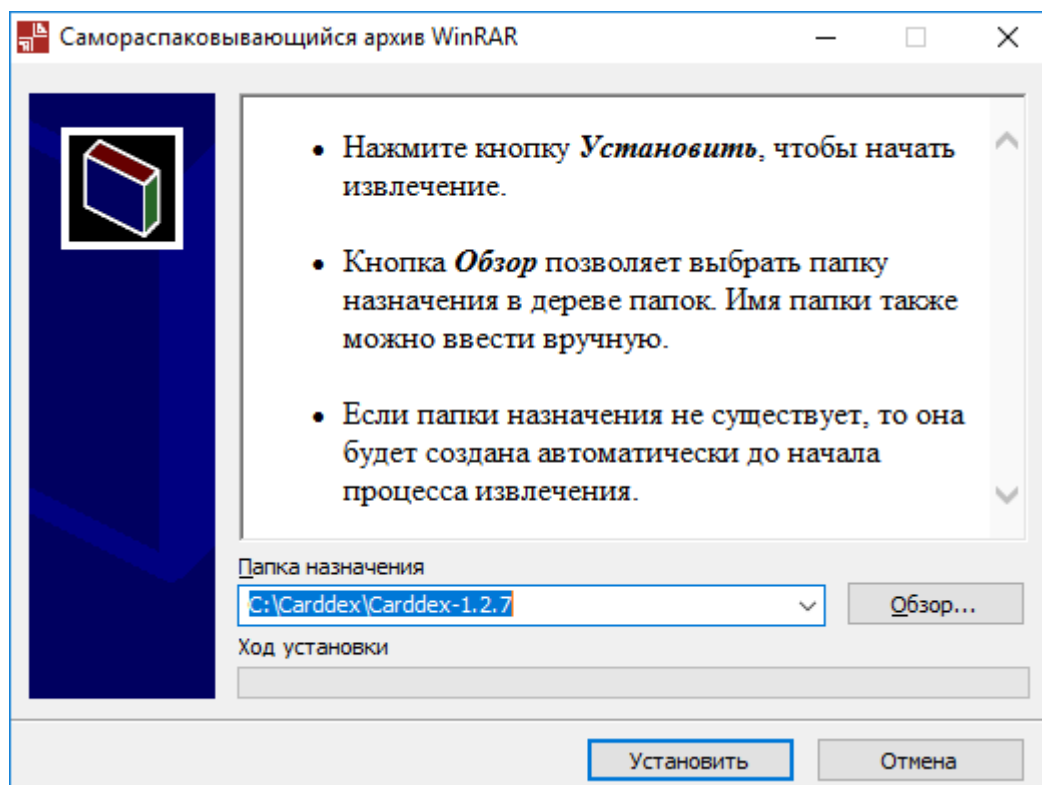 Самораспаковывающийся архив WinRAR
Нажмите кнопку Установить, чтобы начать
извлечение.
Кнопка Обзор позволяет выбрать папку
назначения в дереве папок. Имя папки также
можно ввести вручную.
Если папки назначения не существует, то она
будет создана автоматически до начала
процесса извлечения.
Папка назначения
C:\Carddex\Carddex-1.2.7
Обзор...
Ход установки
Установить
Отмена